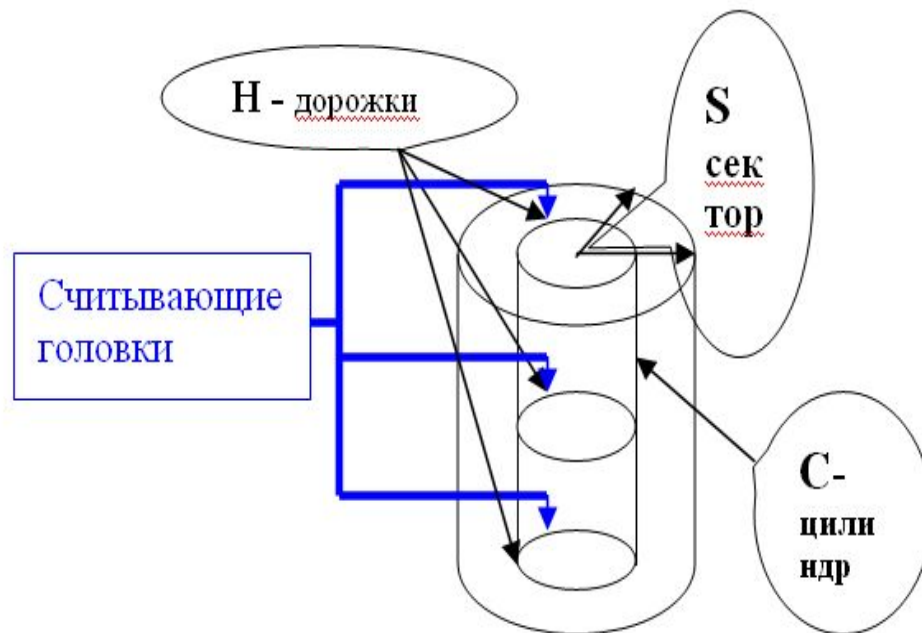 Н - дорожки
S
сек
тор
Считывающие
головки
С-
цили
ндр